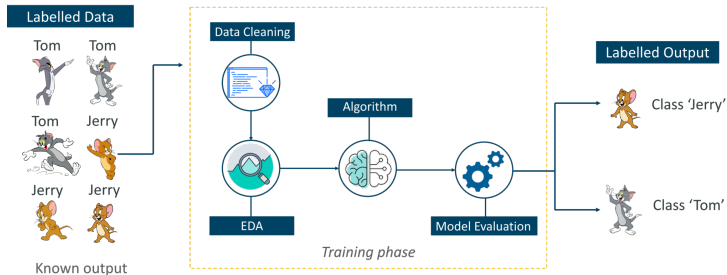 Labelled Data
Tom Tom
Tom Jerry
Jerry Jerry
Known output
Data Cleaning
EDA
Algorithm
Model Evaluation
Training phase
Labelled Output
Class ‘Jerry’
Class ‘Tom’